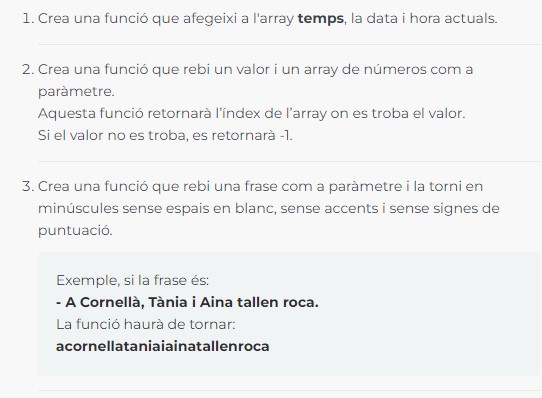 1. Crea una funció que afegeixi a l'array temps, la data i hora actuals.
2. Crea una funció que rebi un valor i un array de números com a
paràmetre.
Aquesta funció retornarà l'índex de l'array on es troba el valor.
Si el valor no es troba, es retornarà -1.
3. Crea una funció que rebi una frase com a paràmetre i la torni en
minúscules sense espais en blanc, sense accents i sense signes de
puntuació.
Exemple, si la frase és:
- A Cornellà, Tània i Aina tallen roca.
La funció haurà de tornar:
acornellataniaiainatallenroca